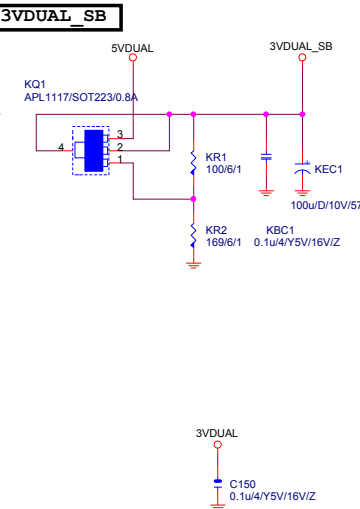 3VDUAL_SB
5VDUAL
3VDUAL_SB
KQ1
APL1117/SOT223/0.8A
3
4
2
1
KR1
100/6/1
KEC1
100u/D/10V/57
KR2
169/6/1
KBC1
0.1u/4/Y5V/16V/Z
3VDUAL
C150
0.1u/4/Y5V/16V/Z